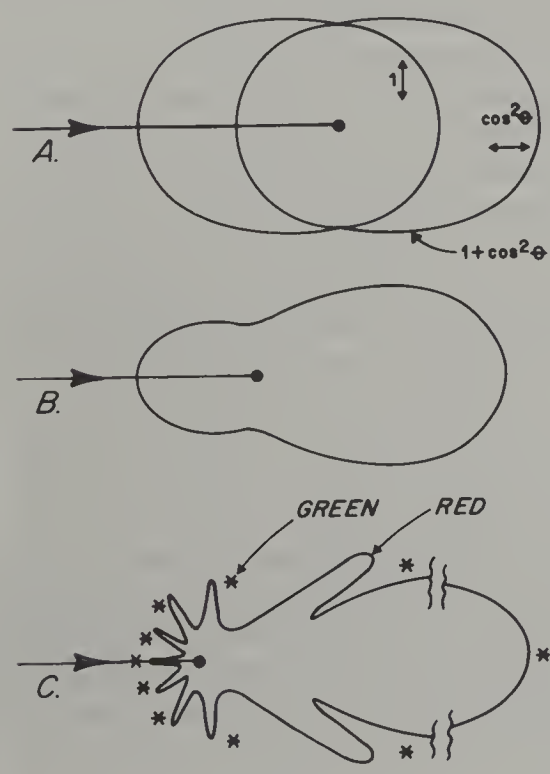 1
cos²θ
A.
1+cos²θ
B.
GREEN
RED
C.